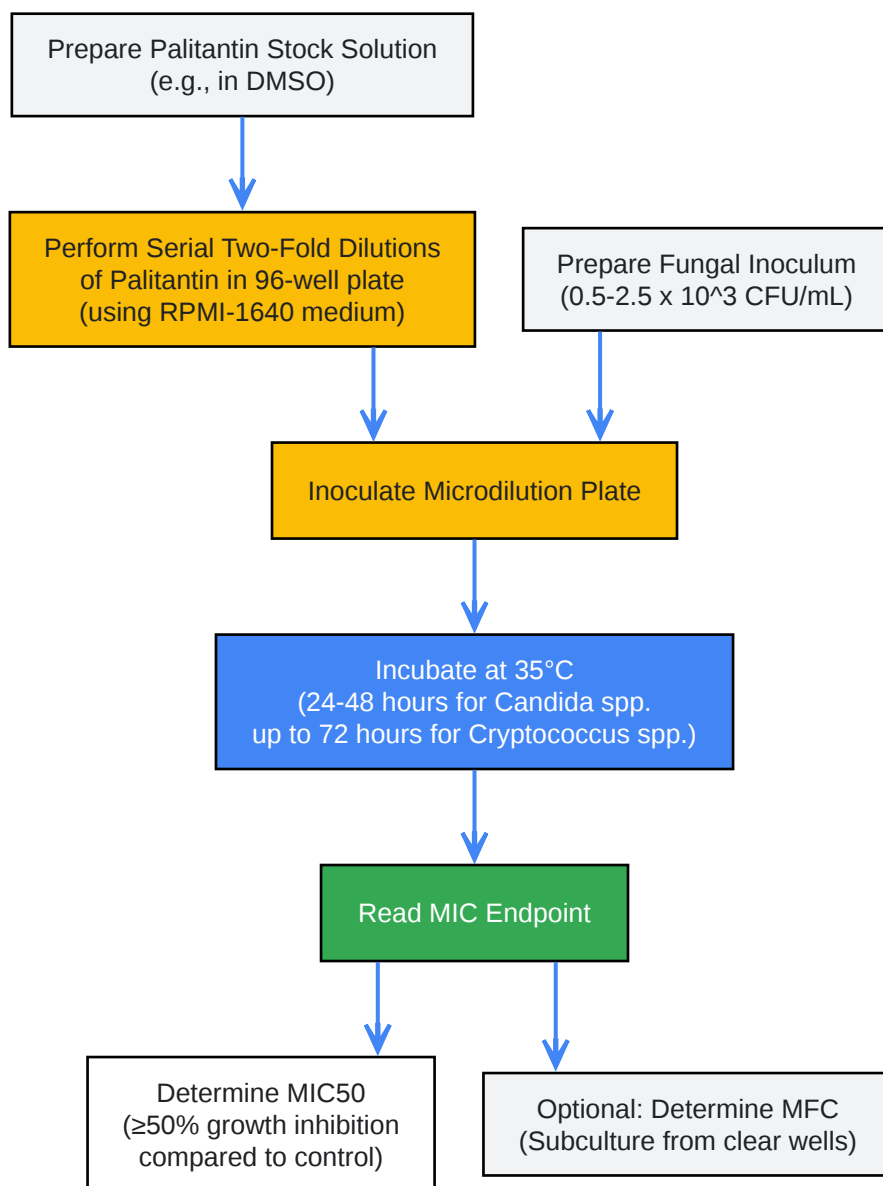 Prepare Palitantin Stock Solution
(e.g., in DMSO)
Perform Serial Two-Fold Dilutions
of Palitantin in 96-well plate
(using RPMI-1640 medium)
Prepare Fungal Inoculum
(0.5-2.5 x 10^3 CFU/mL)
Inoculate Microdilution Plate
Incubate at 35°C
(24-48 hours for Candida spp.
up to 72 hours for Cryptococcus spp.)
Read MIC Endpoint
Determine MIC50
(≥50% growth inhibition
compared to control)
Optional: Determine MFC
(Subculture from clear wells)